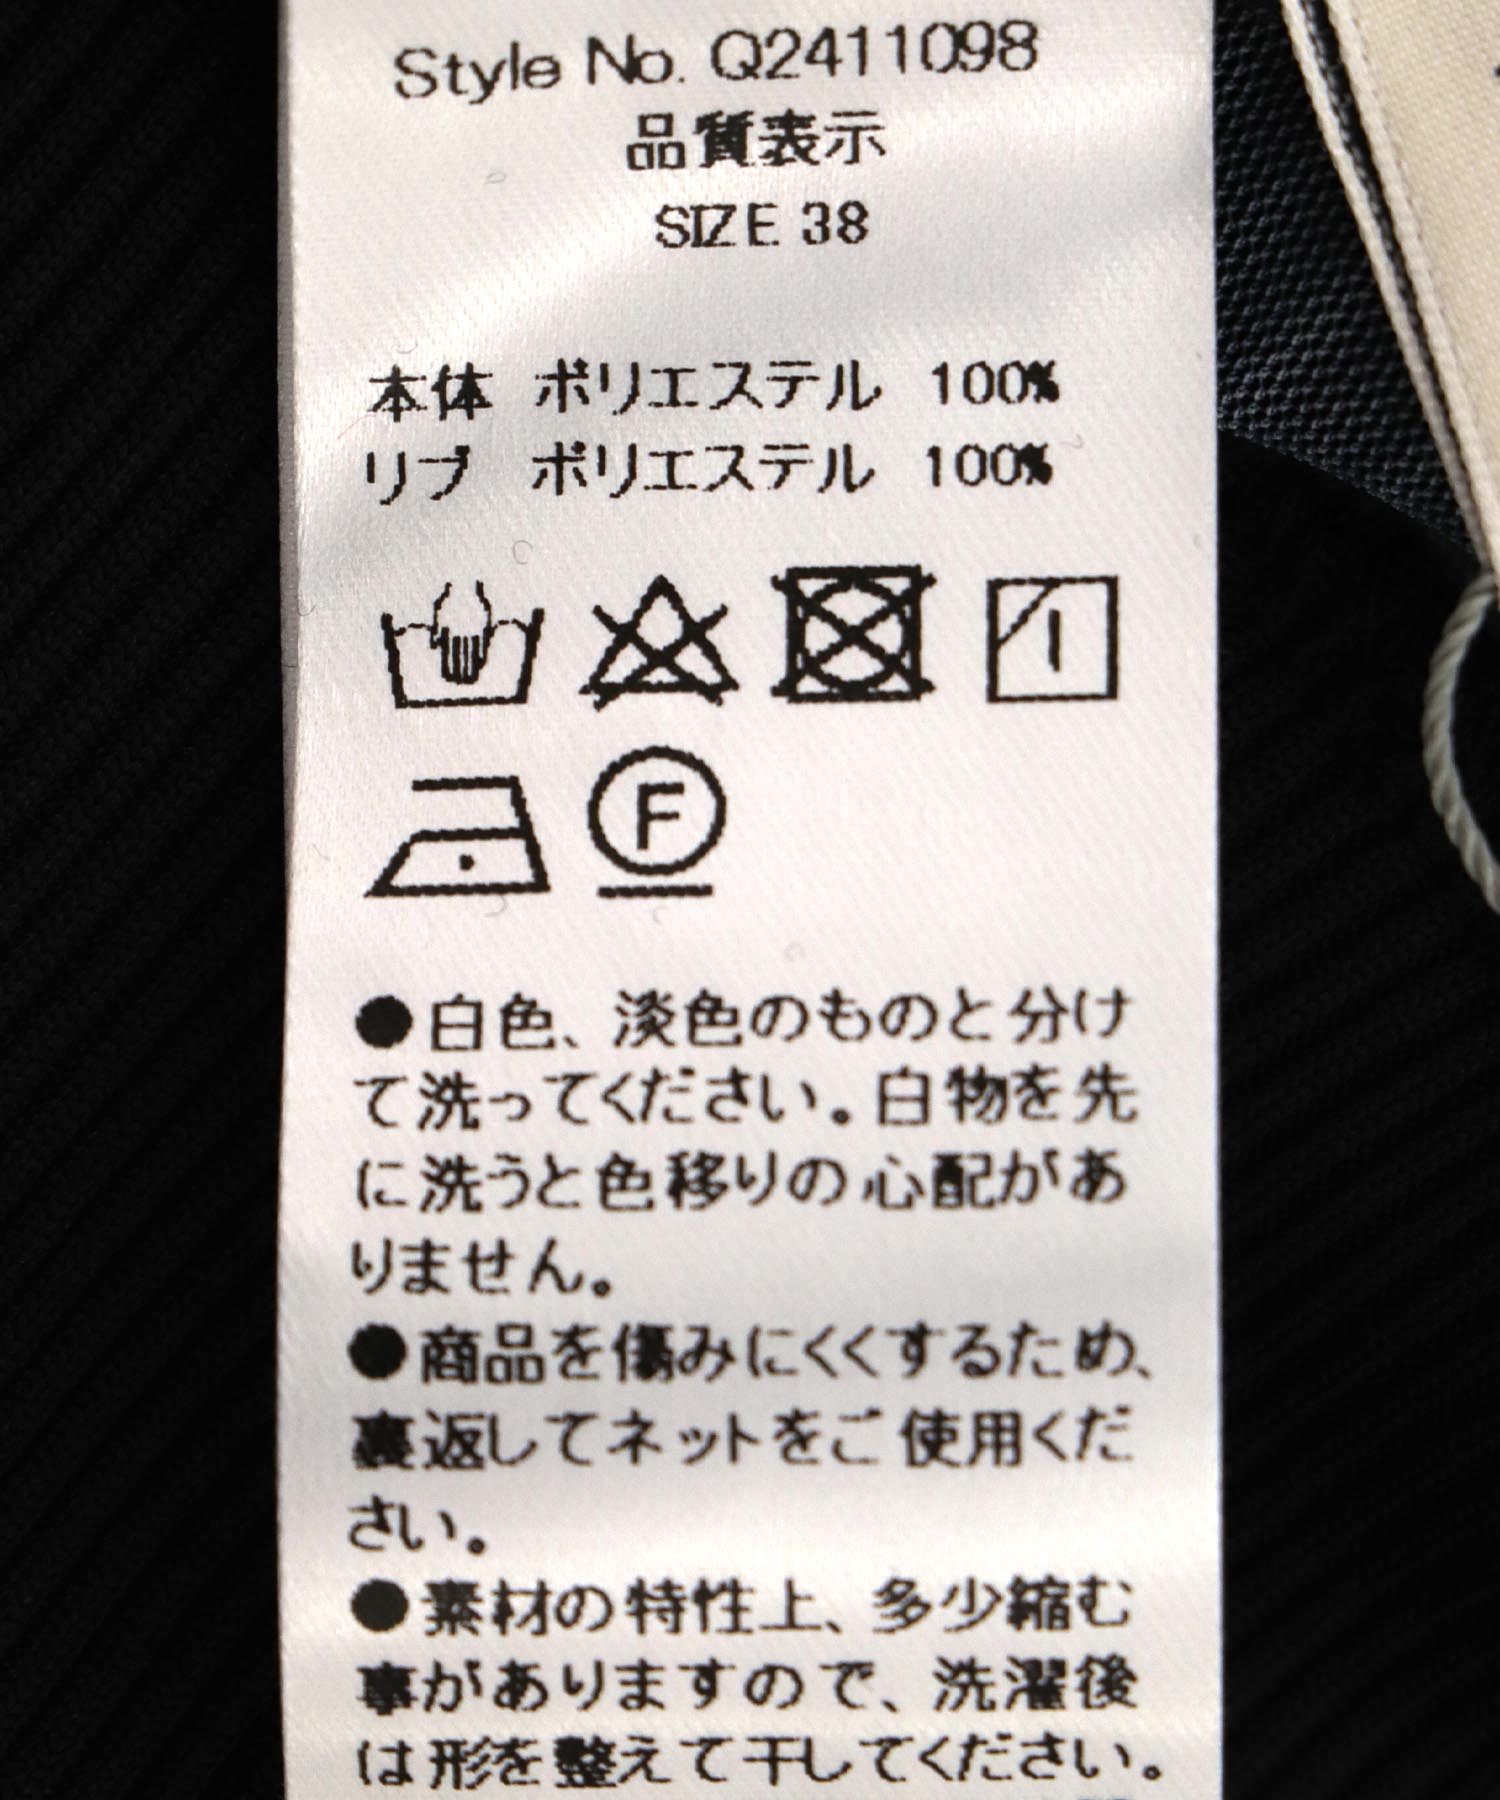 Style No. Q2411098
品質表示
SIZE 38
本体 ポリエステル 100%
リブ ポリエステル 100%
F
●白色、淡色のものと分け
て洗ってください。白物を先
に洗うと色移りの心配があ
りません。
●商品を傷みにくくするため、
裏返してネットをご使用くだ
さい。
●素材の特性上、多少縮む
事がありますので、洗濯後
は形を整えて干してください。